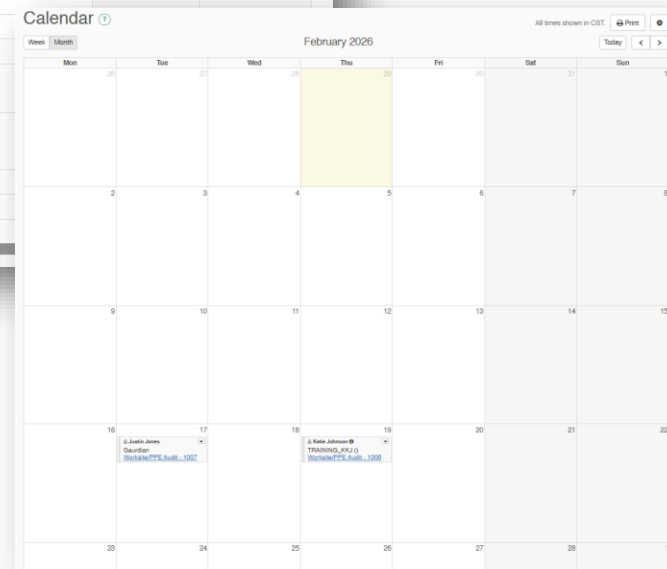 Calendar ?
All times shown in CST.
Print
Week Month
February 2026
Today < >
Mon Tue Wed Thu Fri Sat Sun
26 27 28 29 30 31 1
2 3 4 5 6 7 8
9 10 11 12 13 14 15
16 17 18 19 20 21 22
Justin Jores
Gaurdian
Worksite/PPE Audit - 1007
Katie Johnson
TRAINING_KKJ ()
Worksite/PPE Audit - 1008
23 24 25 26 27 28 1